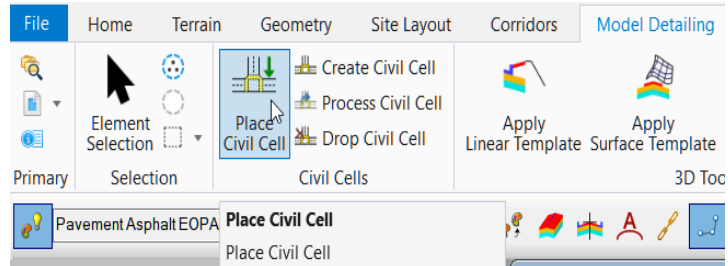 File Home Terrain Geometry Site Layout Corridors Model Detailing
Create Civil Cell
Process Civil Cell
Drop Civil Cell
Element
Selection
Place
Civil Cell
Apply
Linear Template
Apply
Surface Template
Primary Selection Civil Cells 3D Too
Pavement Asphalt EOPA
Place Civil Cell
Place Civil Cell